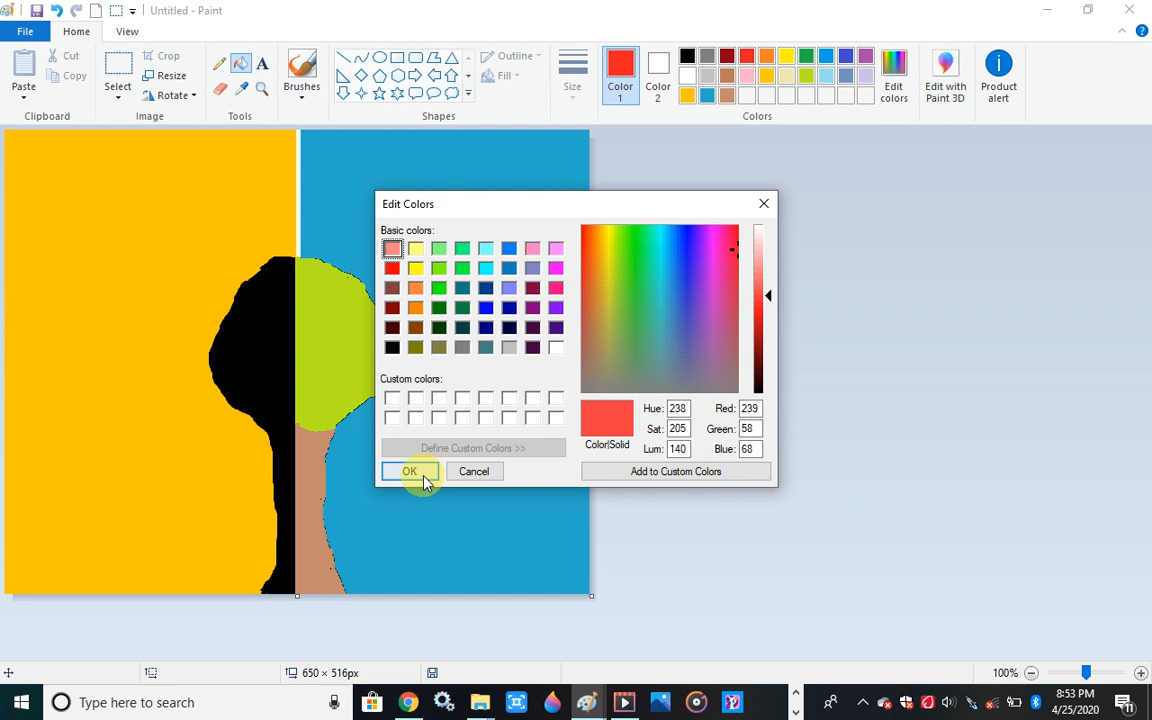 Untitled - Paint
File
Home
View
Paste
Cut
Copy
Clipboard
Select
Crop
Resize
Rotate
Image
A
Tools
Brushes
Outline
Fill
Shapes
Size
Color 1
Color 2
Edit colors
Colors
Edit with Paint 3D
Product alert
Edit Colors
Basic colors:
Custom colors:
Define Custom Colors >>
OK
Cancel
Color|Solid
Hue: 238
Sat: 205
Lum: 140
Red: 239
Green: 58
Blue: 68
Add to Custom Colors
650 × 516px
100%
Type here to search
8:53 PM
4/25/2020
11